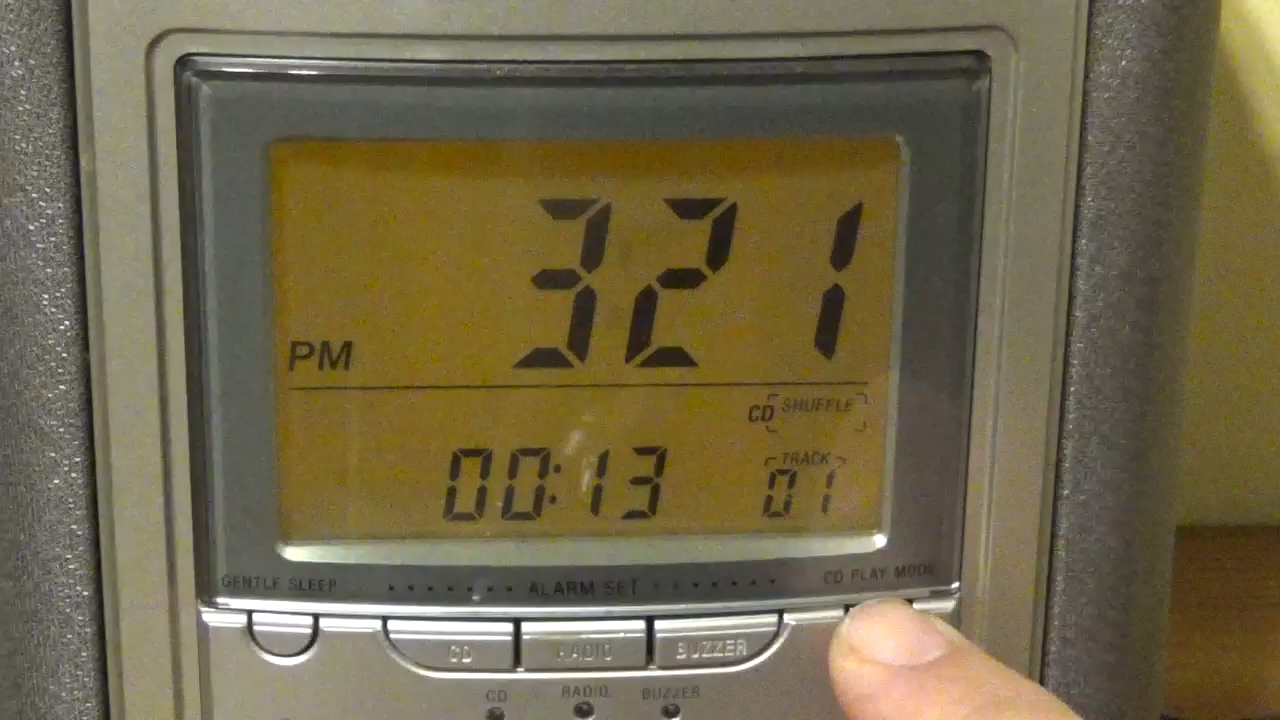 3 21
PM
CD SHUFFLE
TRACK
00:13 01
GENTLE SLEEP ALARM SET CD PLAY MODE
CD RADIO BUZZER
CD RADIO BUZZER